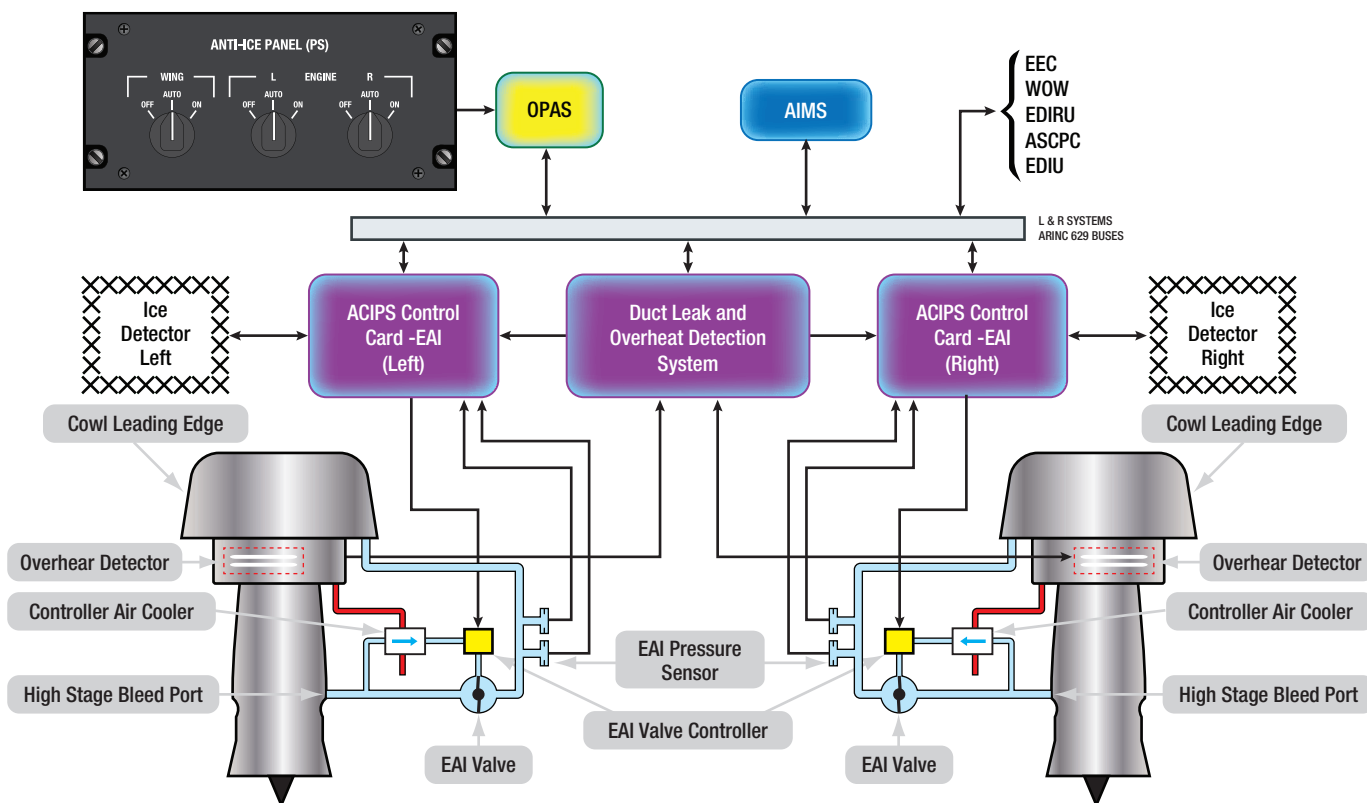 ANTI-ICE PANEL (PS)
WING
L ENGINE R
AUTO
OFF ON
AUTO
OFF ON
AUTO
OFF ON
OPAS
AIMS
EEC
WOW
EDIRU
ASCPC
EDIU
L & R SYSTEMS
ARINC 629 BUSES
Ice
Detector
Left
ACIPS Control
Card -EAI
(Left)
Duct Leak and
Overheat Detection
System
ACIPS Control
Card -EAI
(Right)
Ice
Detector
Right
Cowl Leading Edge
Cowl Leading Edge
Overhear Detector
Overhear Detector
Controller Air Cooler
Controller Air Cooler
EAI Pressure
Sensor
High Stage Bleed Port
High Stage Bleed Port
EAI Valve Controller
EAI Valve
EAI Valve